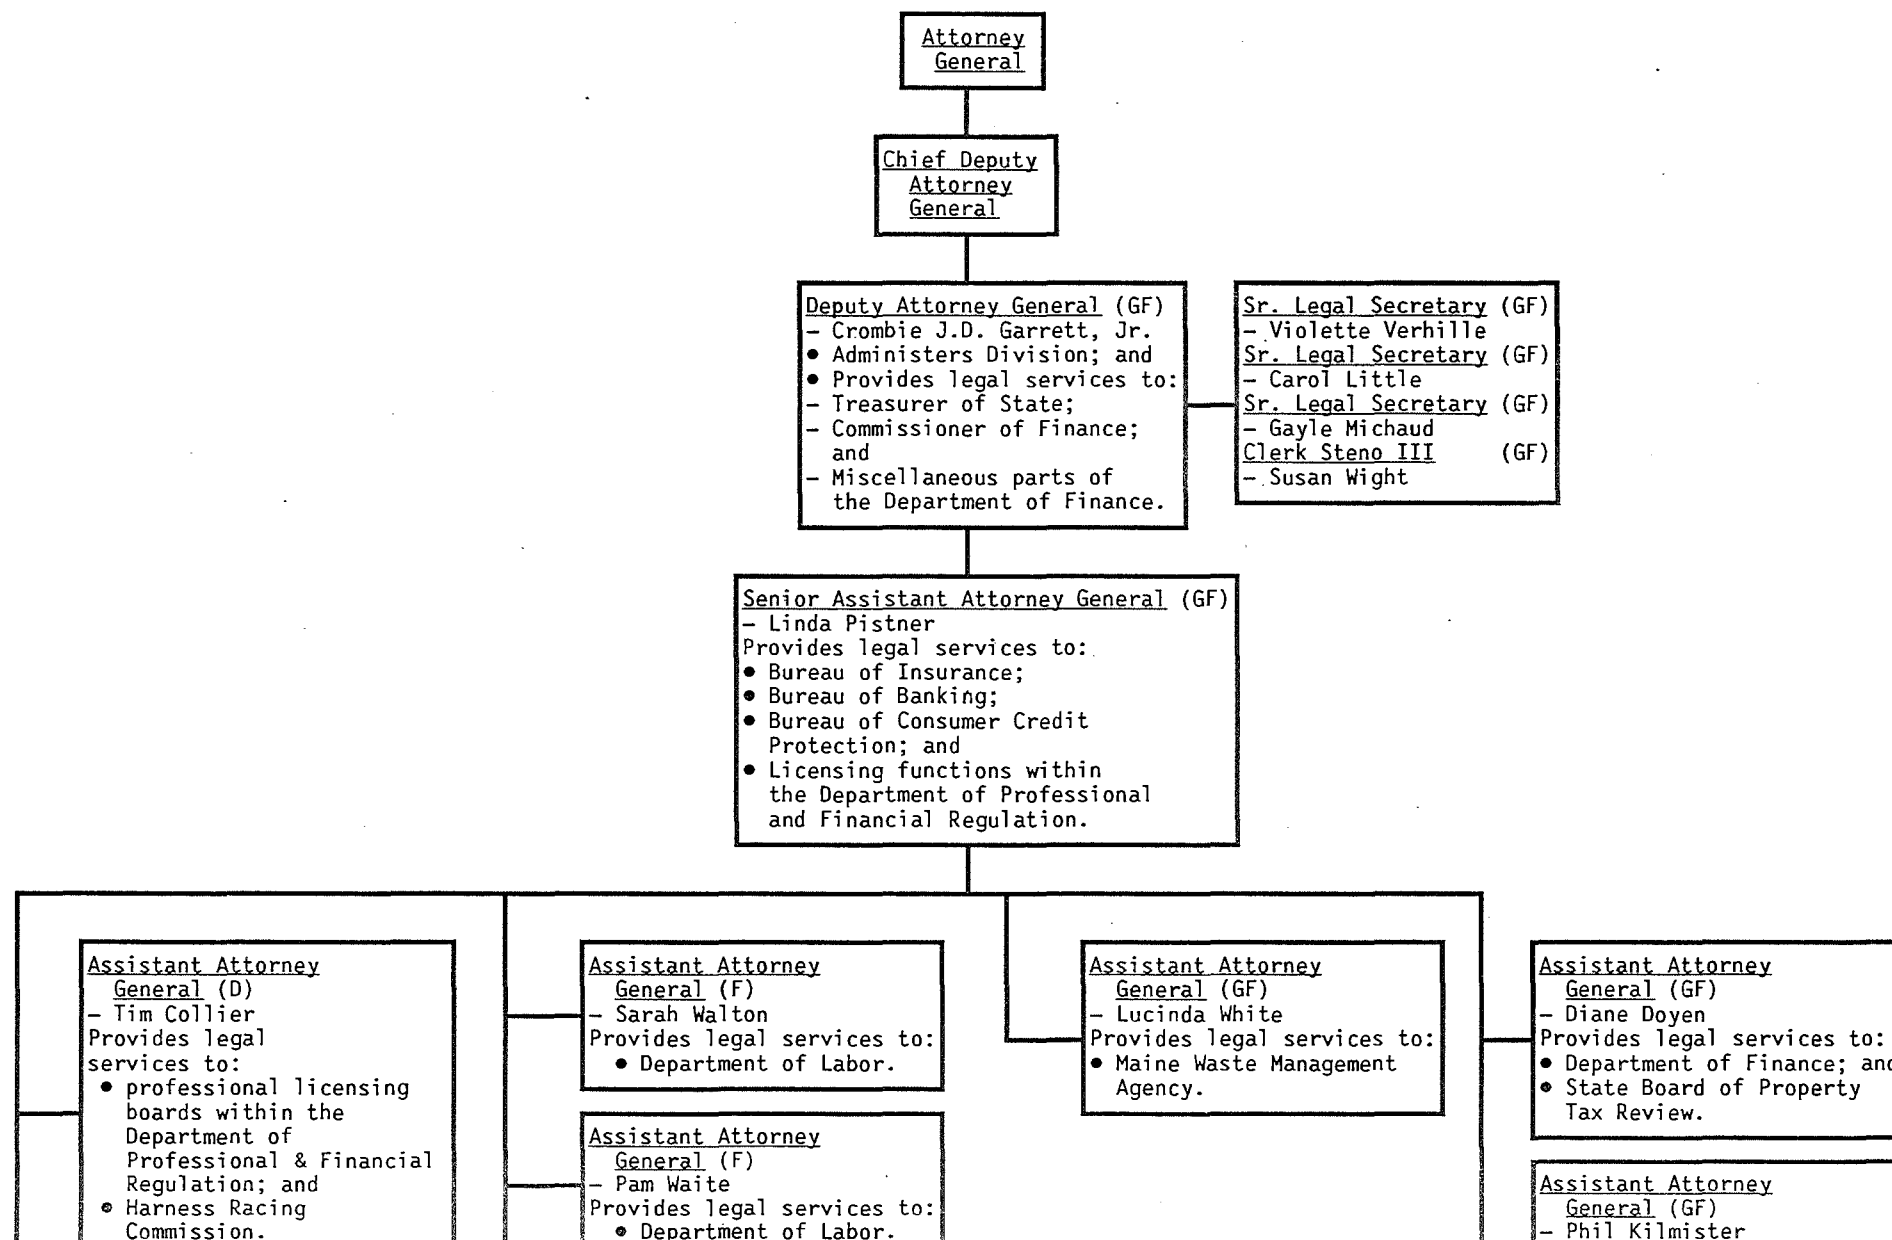 Attorney
General
Chief Deputy
Attorney
General
Deputy Attorney General (GF)
– Crombie J.D. Garrett, Jr.
● Administers Division; and
● Provides legal services to:
– Treasurer of State;
– Commissioner of Finance;
and
– Miscellaneous parts of
the Department of Finance.
Sr. Legal Secretary (GF)
– Violette Verhille
Sr. Legal Secretary (GF)
– Carol Little
Sr. Legal Secretary (GF)
– Gayle Michaud
Clerk Steno III (GF)
– Susan Wight
Senior Assistant Attorney General (GF)
– Linda Pistner
Provides legal services to:
● Bureau of Insurance;
● Bureau of Banking;
● Bureau of Consumer Credit
Protection; and
● Licensing functions within
the Department of Professional
and Financial Regulation.
Assistant Attorney
General (D)
– Tim Collier
Provides legal
services to:
● professional licensing
boards within the
Department of
Professional & Financial
Regulation; and
● Harness Racing
Commission.
Assistant Attorney
General (F)
– Sarah Walton
Provides legal services to:
● Department of Labor.
Assistant Attorney
General (F)
– Pam Waite
Provides legal services to:
● Department of Labor.
Assistant Attorney
General (GF)
– Lucinda White
Provides legal services to:
● Maine Waste Management
Agency.
Assistant Attorney
General (GF)
– Diane Doyen
Provides legal services to:
● Department of Finance; and
● State Board of Property
Tax Review.
Assistant Attorney
General (GF)
– Phil Kilmister